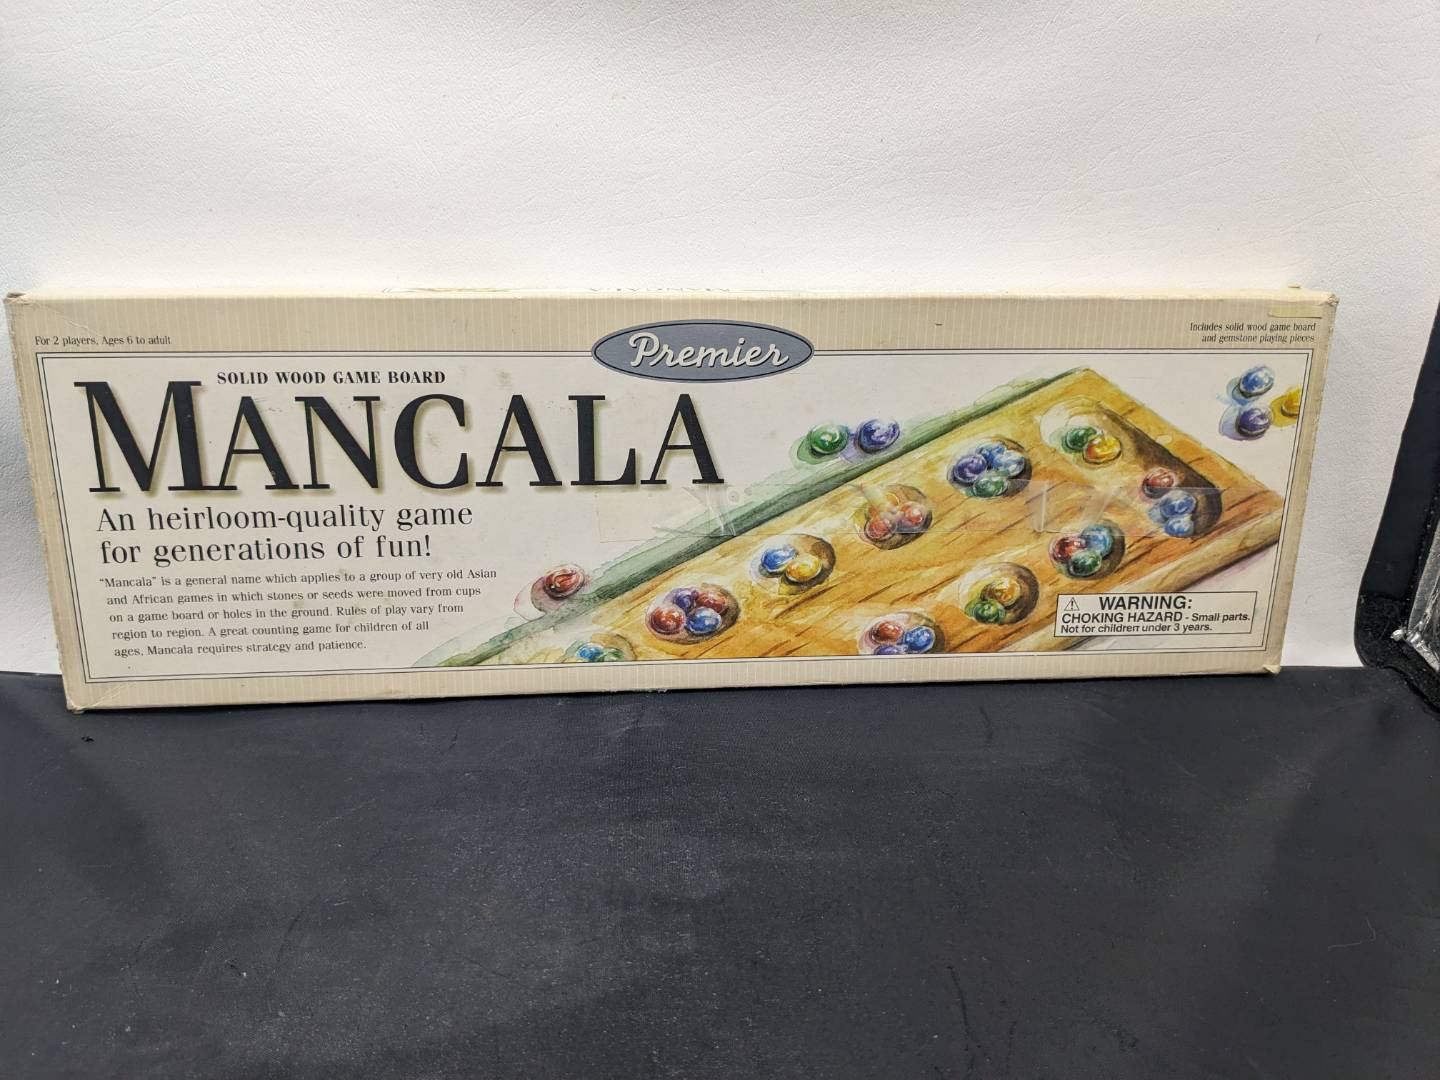 For 2 players, Ages 6 to adult
Premier
Includes solid wood game board
and gemstone playing pieces
SOLID WOOD GAME BOARD
MANCALA
An heirloom-quality game
for generations of fun!
"Mancala" is a general name which applies to a group of very old Asian
and African games in which stones or seeds were moved from cups
on a game board or holes in the ground. Rules of play vary from
region to region. A great counting game for children of all
ages, Mancala requires strategy and patience.
WARNING:
CHOKING HAZARD - Small parts.
Not for children under 3 years.